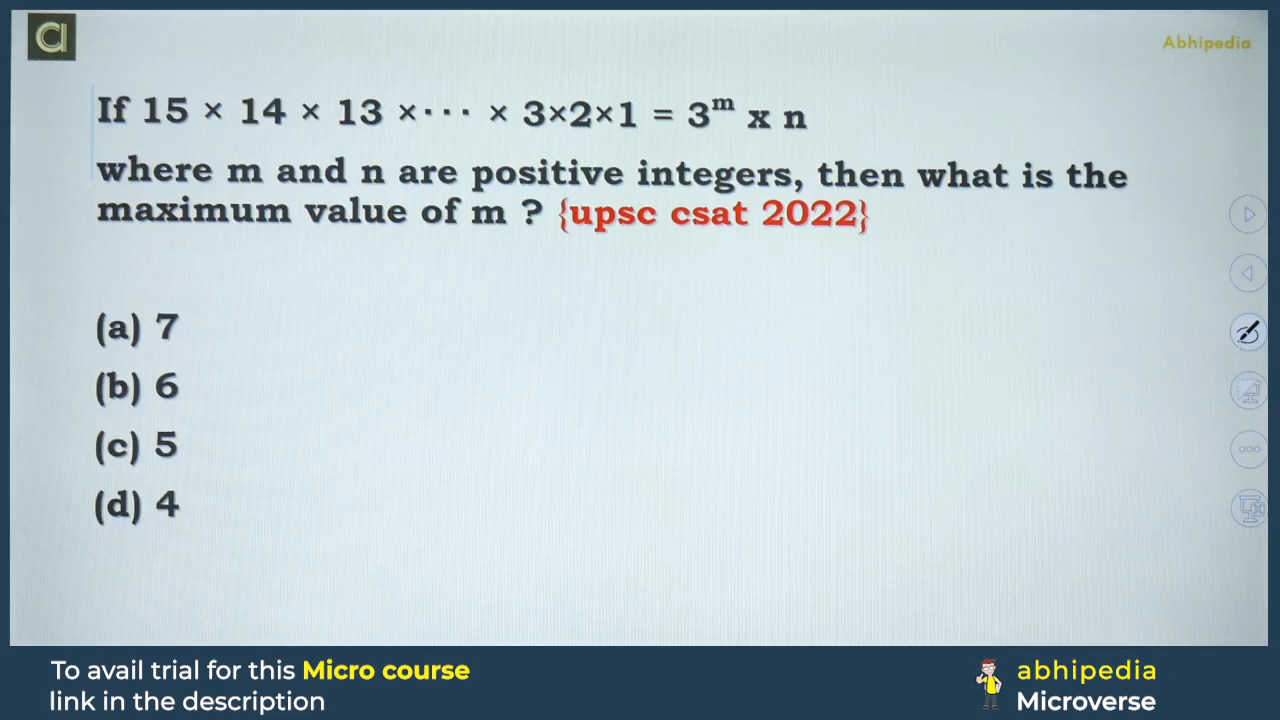 Abhipedia
If 15 × 14 × 13 ×··· × 3×2×1 = 3ᵐ x n
where m and n are positive integers, then what is the
maximum value of m ? {upsc csat 2022}
(a) 7
(b) 6
(c) 5
(d) 4
To avail trial for this Micro course
link in the description
abhipedia
Microverse